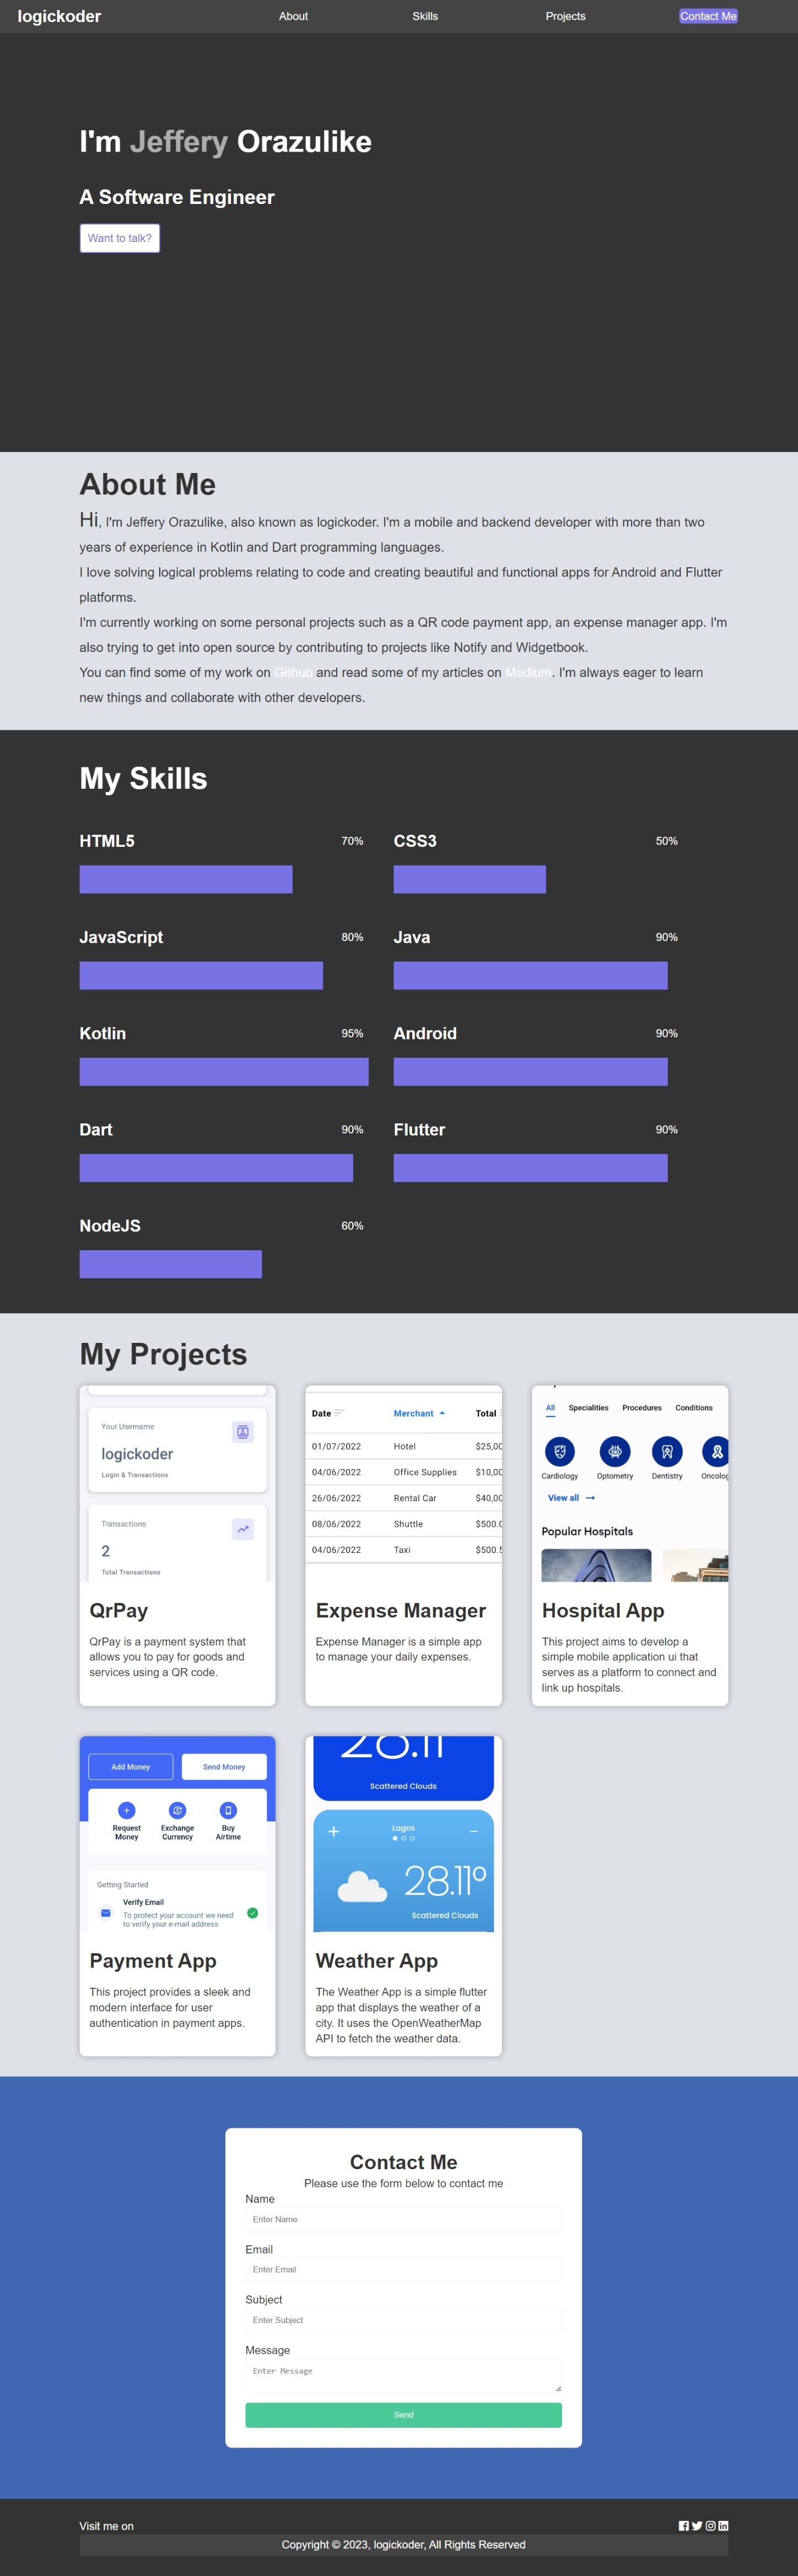 logickoder About Skills Projects Contact Me
I'm Jeffery Orazulike
A Software Engineer
Want to talk?
About Me
Hi, I'm Jeffery Orazulike, also known as logickoder. I'm a mobile and backend developer with more than two
years of experience in Kotlin and Dart programming languages.
I love solving logical problems relating to code and creating beautiful and functional apps for Android and Flutter
platforms.
I'm currently working on some personal projects such as a QR code payment app, an expense manager app. I'm
also trying to get into open source by contributing to projects like Notify and Widgetbook.
You can find some of my work on Github and read some of my articles on Medium. I'm always eager to learn
new things and collaborate with other developers.
My Skills
HTML5 70% CSS3 50%
JavaScript 80% Java 90%
Kotlin 95% Android 90%
Dart 90% Flutter 90%
NodeJS 60%
My Projects
Your Username
logickoder
Login & Transactions
Transactions
2
Total Transactions
QrPay
QrPay is a payment system that
allows you to pay for goods and
services using a QR code.
Date Merchant Total
01/07/2022 Hotel $25,00
04/06/2022 Office Supplies $10,00
26/06/2022 Rental Car $40,00
08/06/2022 Shuttle $500.0
04/06/2022 Taxi $500.5
Expense Manager
Expense Manager is a simple app
to manage your daily expenses.
All Specialities Procedures Conditions
Cardiology Optometry Dentistry Oncolog
View all →
Popular Hospitals
Hospital App
This project aims to develop a
simple mobile application ui that
serves as a platform to connect and
link up hospitals.
Add Money Send Money
Request Exchange Buy
Money Currency Airtime
Getting Started
Verify Email
To protect your account we need
to verify your e-mail address
Payment App
This project provides a sleek and
modern interface for user
authentication in payment apps.
28.11
Scattered Clouds
+ Lagos −
28.11°
Scattered Clouds
Weather App
The Weather App is a simple flutter
app that displays the weather of a
city. It uses the OpenWeatherMap
API to fetch the weather data.
Contact Me
Please use the form below to contact me
Name
Enter Name
Email
Enter Email
Subject
Enter Subject
Message
Enter Message
Send
Visit me on
Copyright © 2023, logickoder, All Rights Reserved